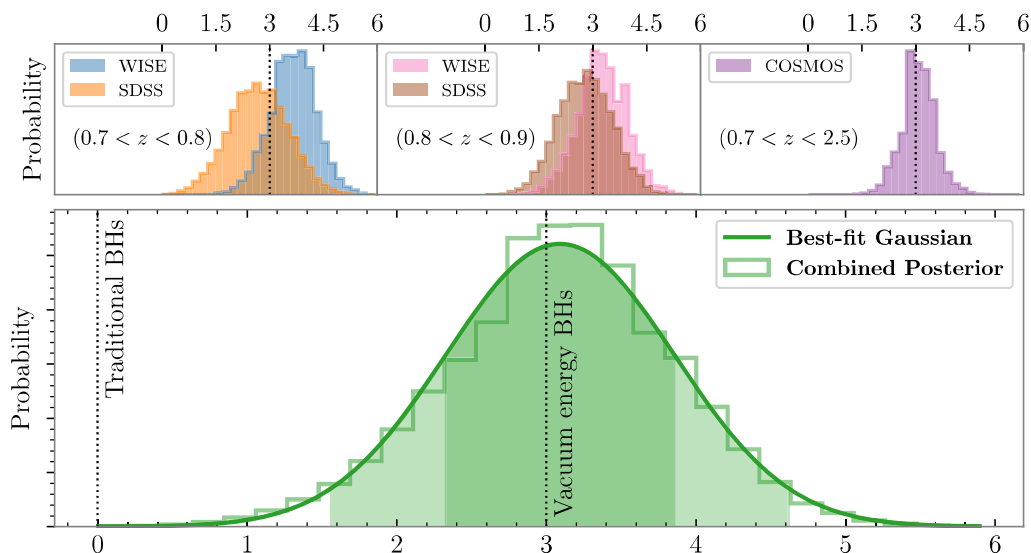 0 1.5 3 4.5 6 0 1.5 3 4.5 6 0 1.5 3 4.5 6
Probability
WISE
SDSS
(0.7 < z < 0.8)
WISE
SDSS
(0.8 < z < 0.9)
COSMOS
(0.7 < z < 2.5)
Probability
Traditional BHs
Vacuum energy BHs
Best-fit Gaussian
Combined Posterior
0 1 2 3 4 5 6